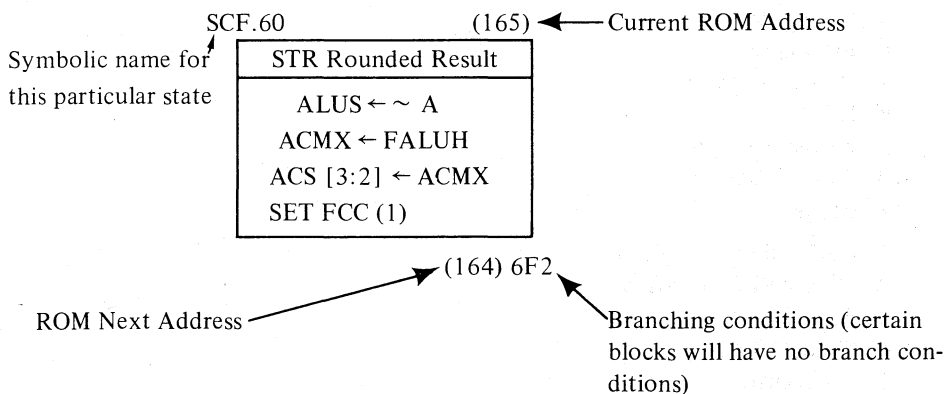 SCF.60
(165)
Current ROM Address
Symbolic name for
this particular state
STR Rounded Result
ALUS ← ~ A
ACMX ← FALUH
ACS [3:2] ← ACMX
SET FCC (1)
(164) 6F2
ROM Next Address
Branching conditions (certain
blocks will have no branch con-
ditions)